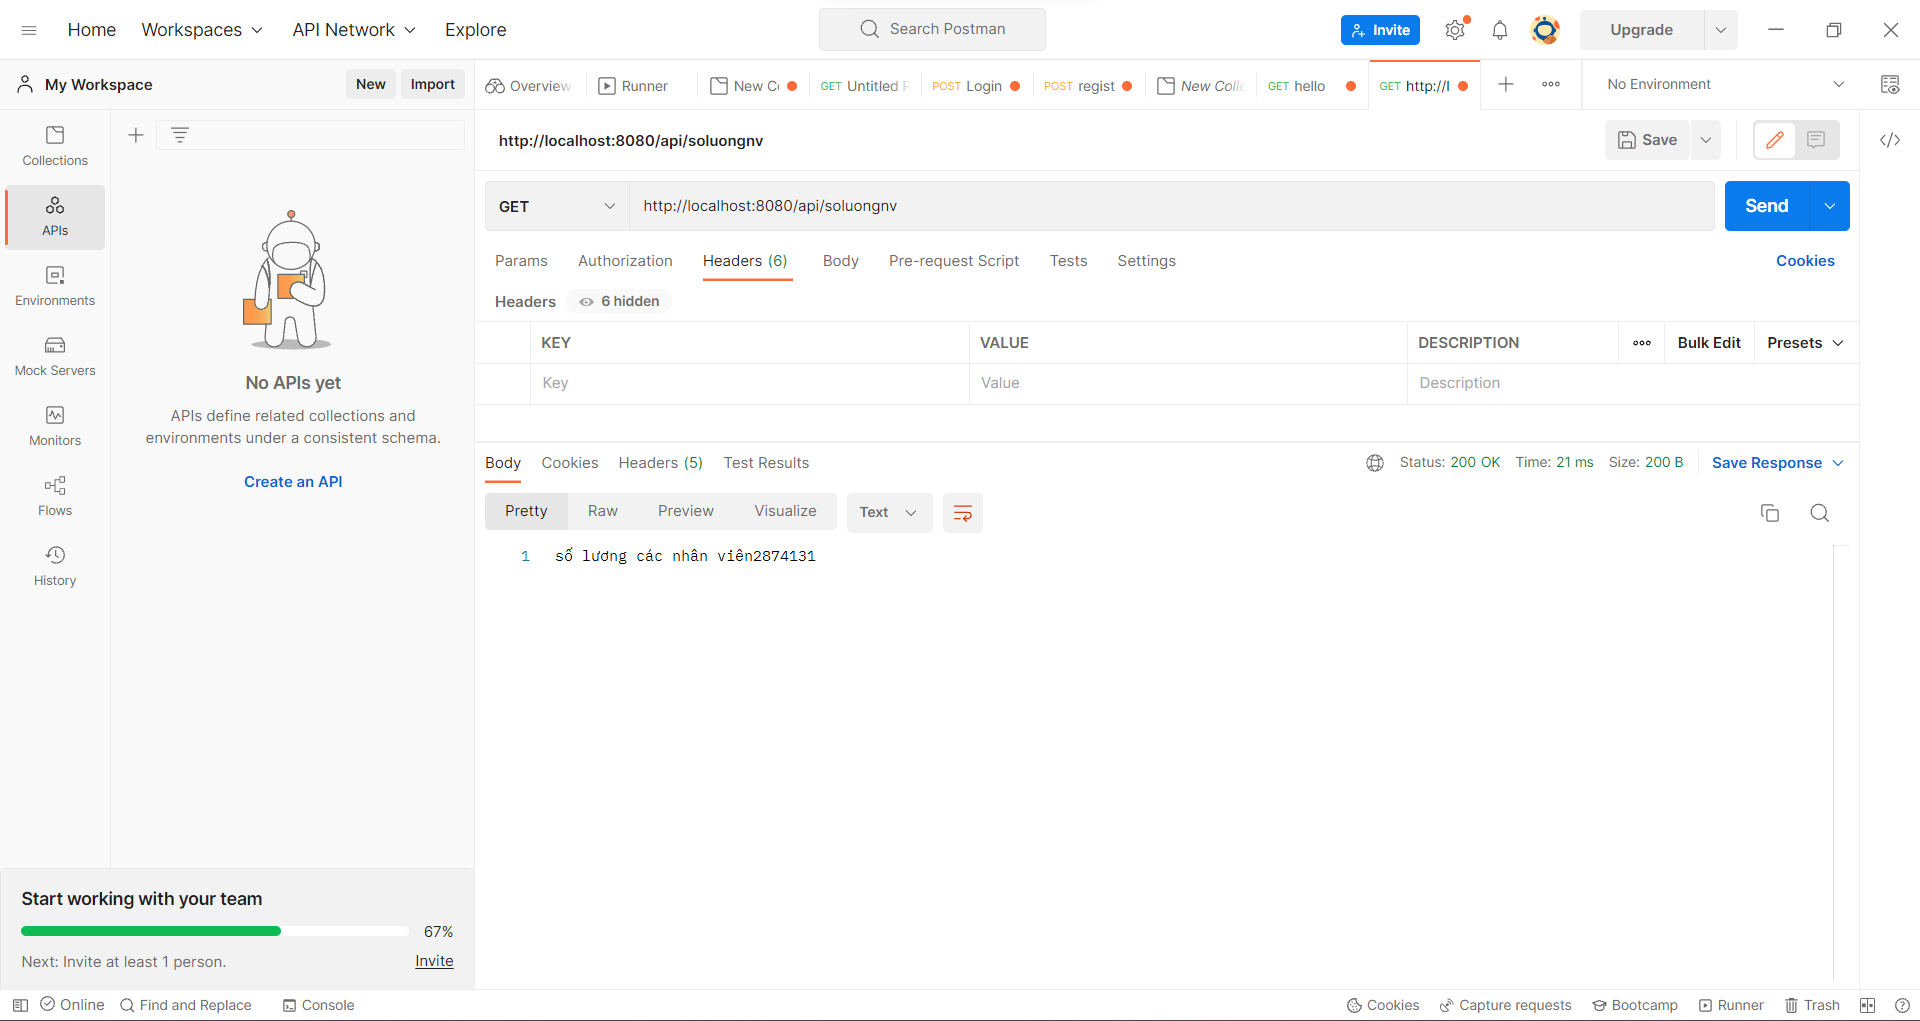 Home Workspaces API Network Explore Search Postman Invite Upgrade
My Workspace New Import
Overview Runner New Co GET Untitled R POST Login POST regist New Colle GET hello GET http://l No Environment
Collections
APIs
Environments
Mock Servers
Monitors
Flows
History
No APIs yet
APIs define related collections and
environments under a consistent schema.
Create an API
Start working with your team
67%
Next: Invite at least 1 person. Invite
http://localhost:8080/api/soluongnv Save
GET http://localhost:8080/api/soluongnv Send
Params Authorization Headers (6) Body Pre-request Script Tests Settings Cookies
Headers 6 hidden
KEY VALUE DESCRIPTION Bulk Edit Presets
Key Value Description
Body Cookies Headers (5) Test Results Status: 200 OK Time: 21 ms Size: 200 B Save Response
Pretty Raw Preview Visualize Text
1 số lương các nhân viên2874131
Online Find and Replace Console Cookies Capture requests Bootcamp Runner Trash